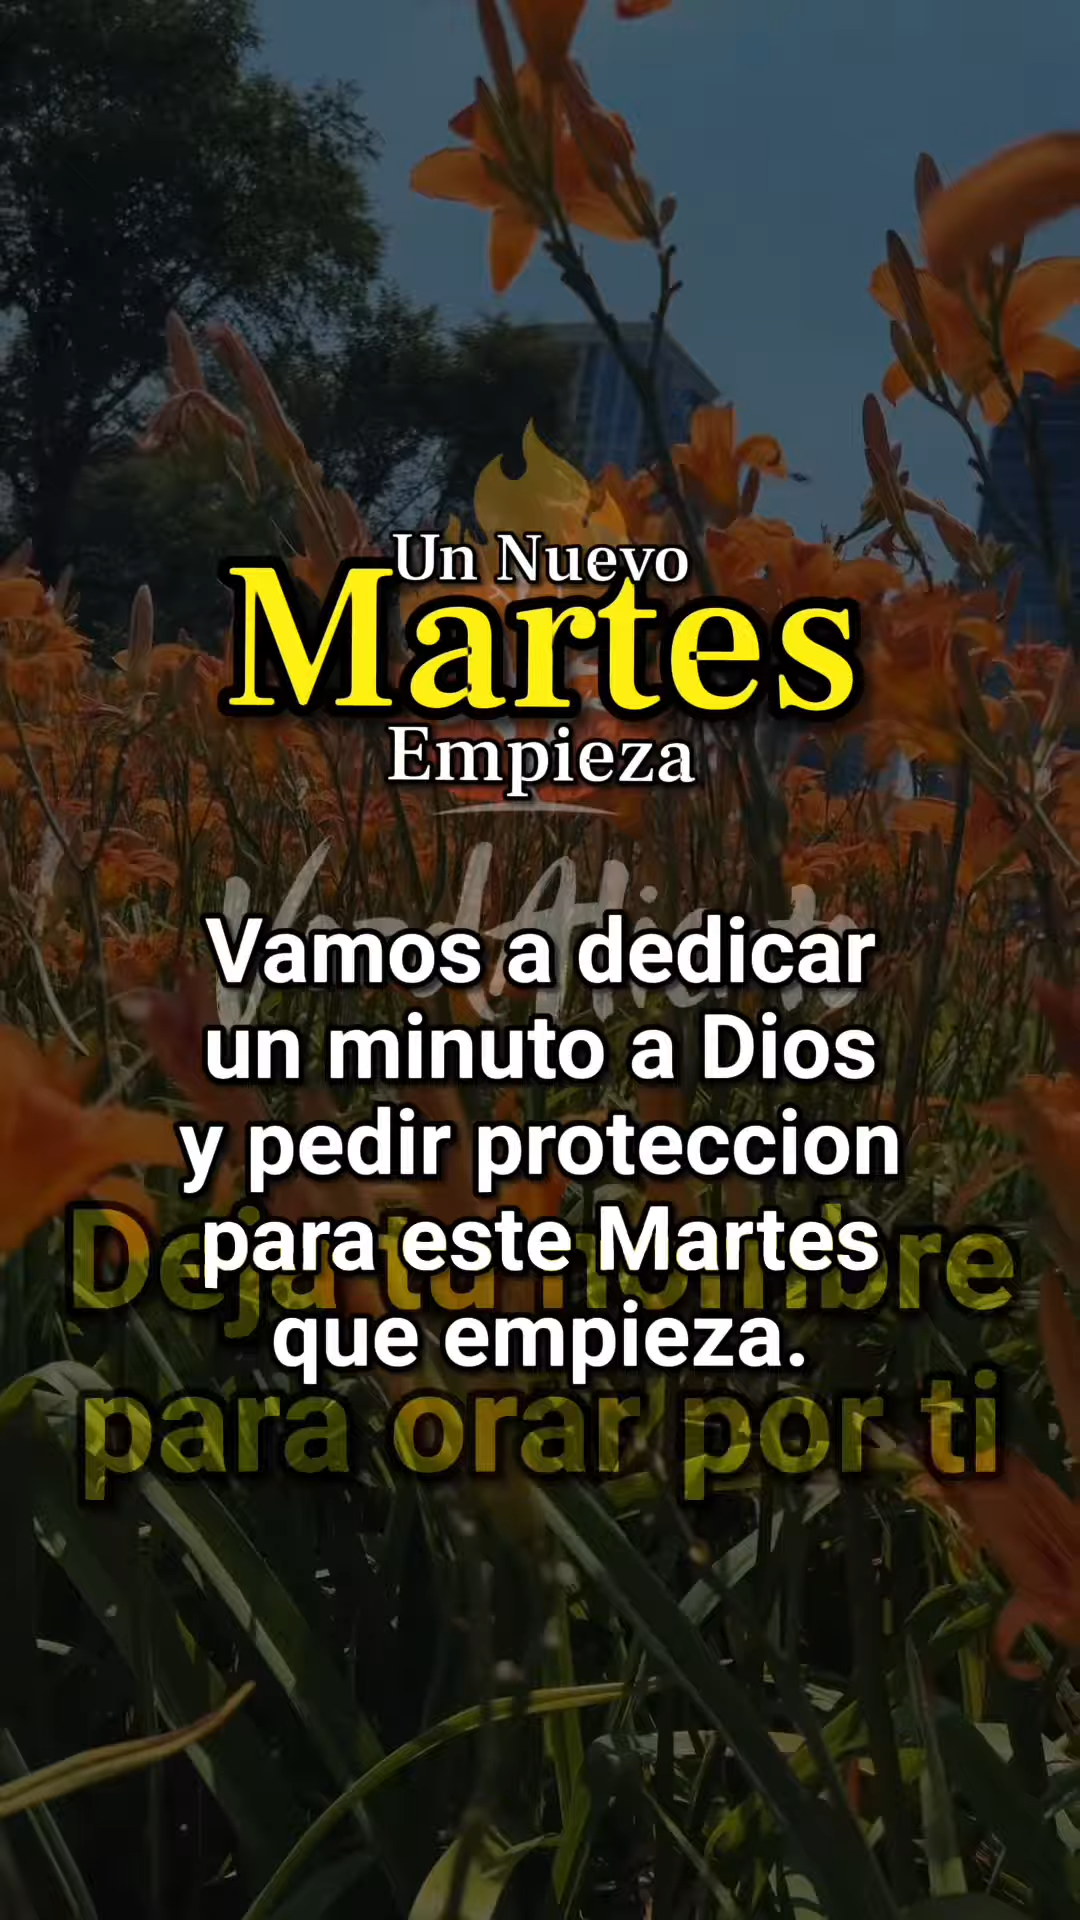 Un Nuevo
Martes
Empieza
Vamos a dedicar
un minuto a Dios
y pedir proteccion
para este Martes
que empieza.
Deja tu nombre
para orar por ti